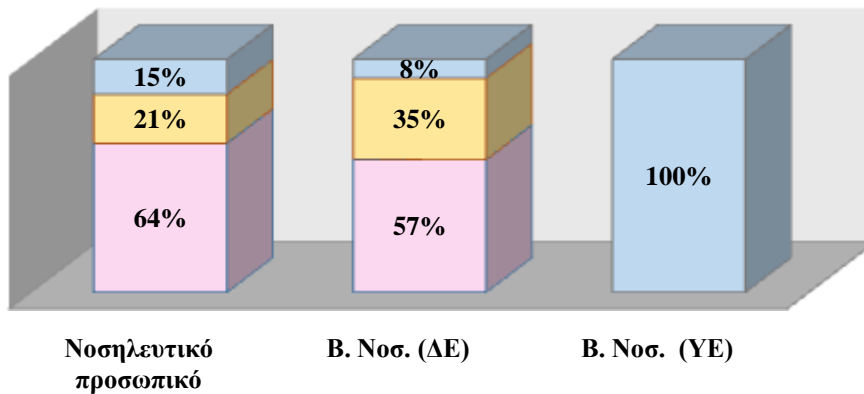 15%
8%
21%
35%
100%
64%
57%
Νοσηλευτικό
προσωπικό
Β. Νοσ. (ΔΕ)
Β. Νοσ. (ΥΕ)